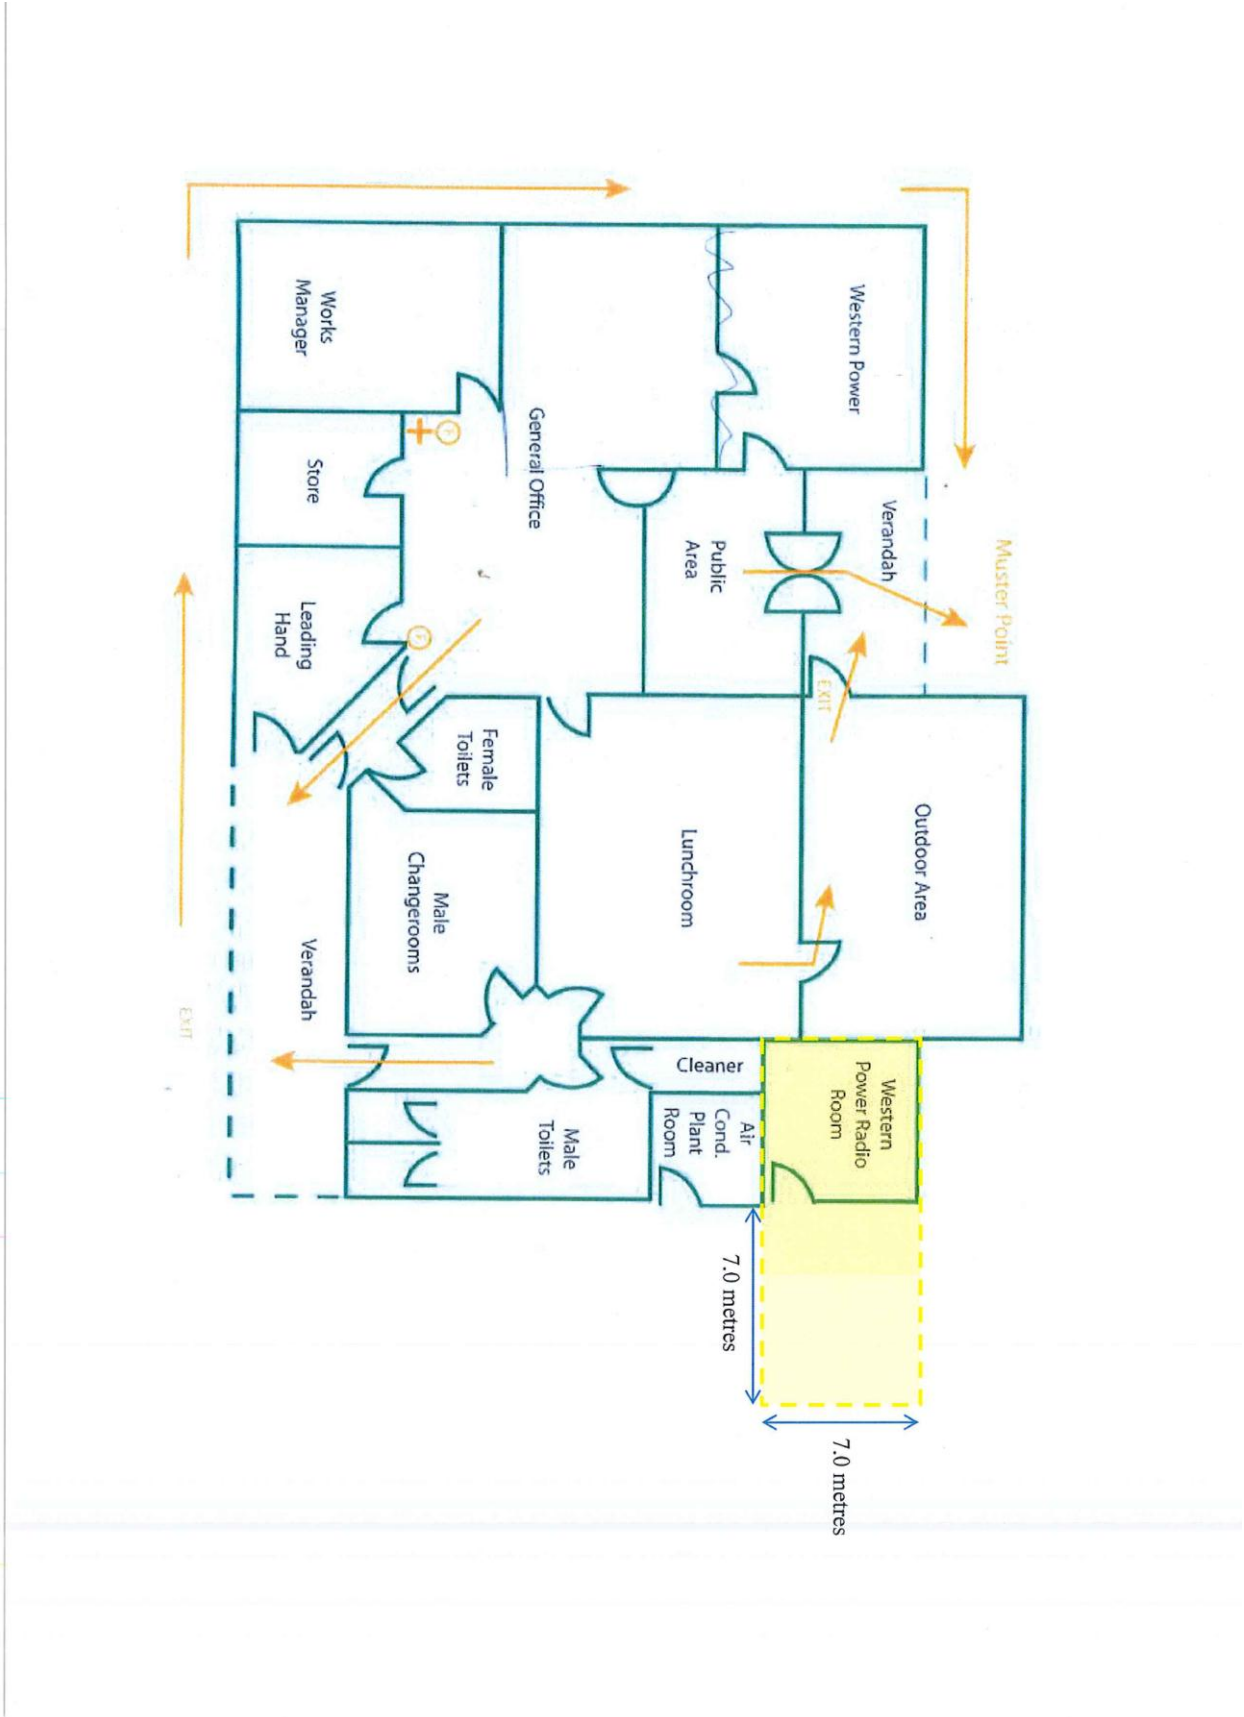 Muster Point
Western Power
Verandah
EXIT
Outdoor Area
Western
Power Radio
Room
7.0 metres
Public
Area
Lunchroom
Cleaner
Air
Cond.
Plant
Room
7.0 metres
General Office
Female
Toilets
Male
Changerooms
Male
Toilets
F
F
Works
Manager
Store
Leading
Hand
Verandah
EXIT